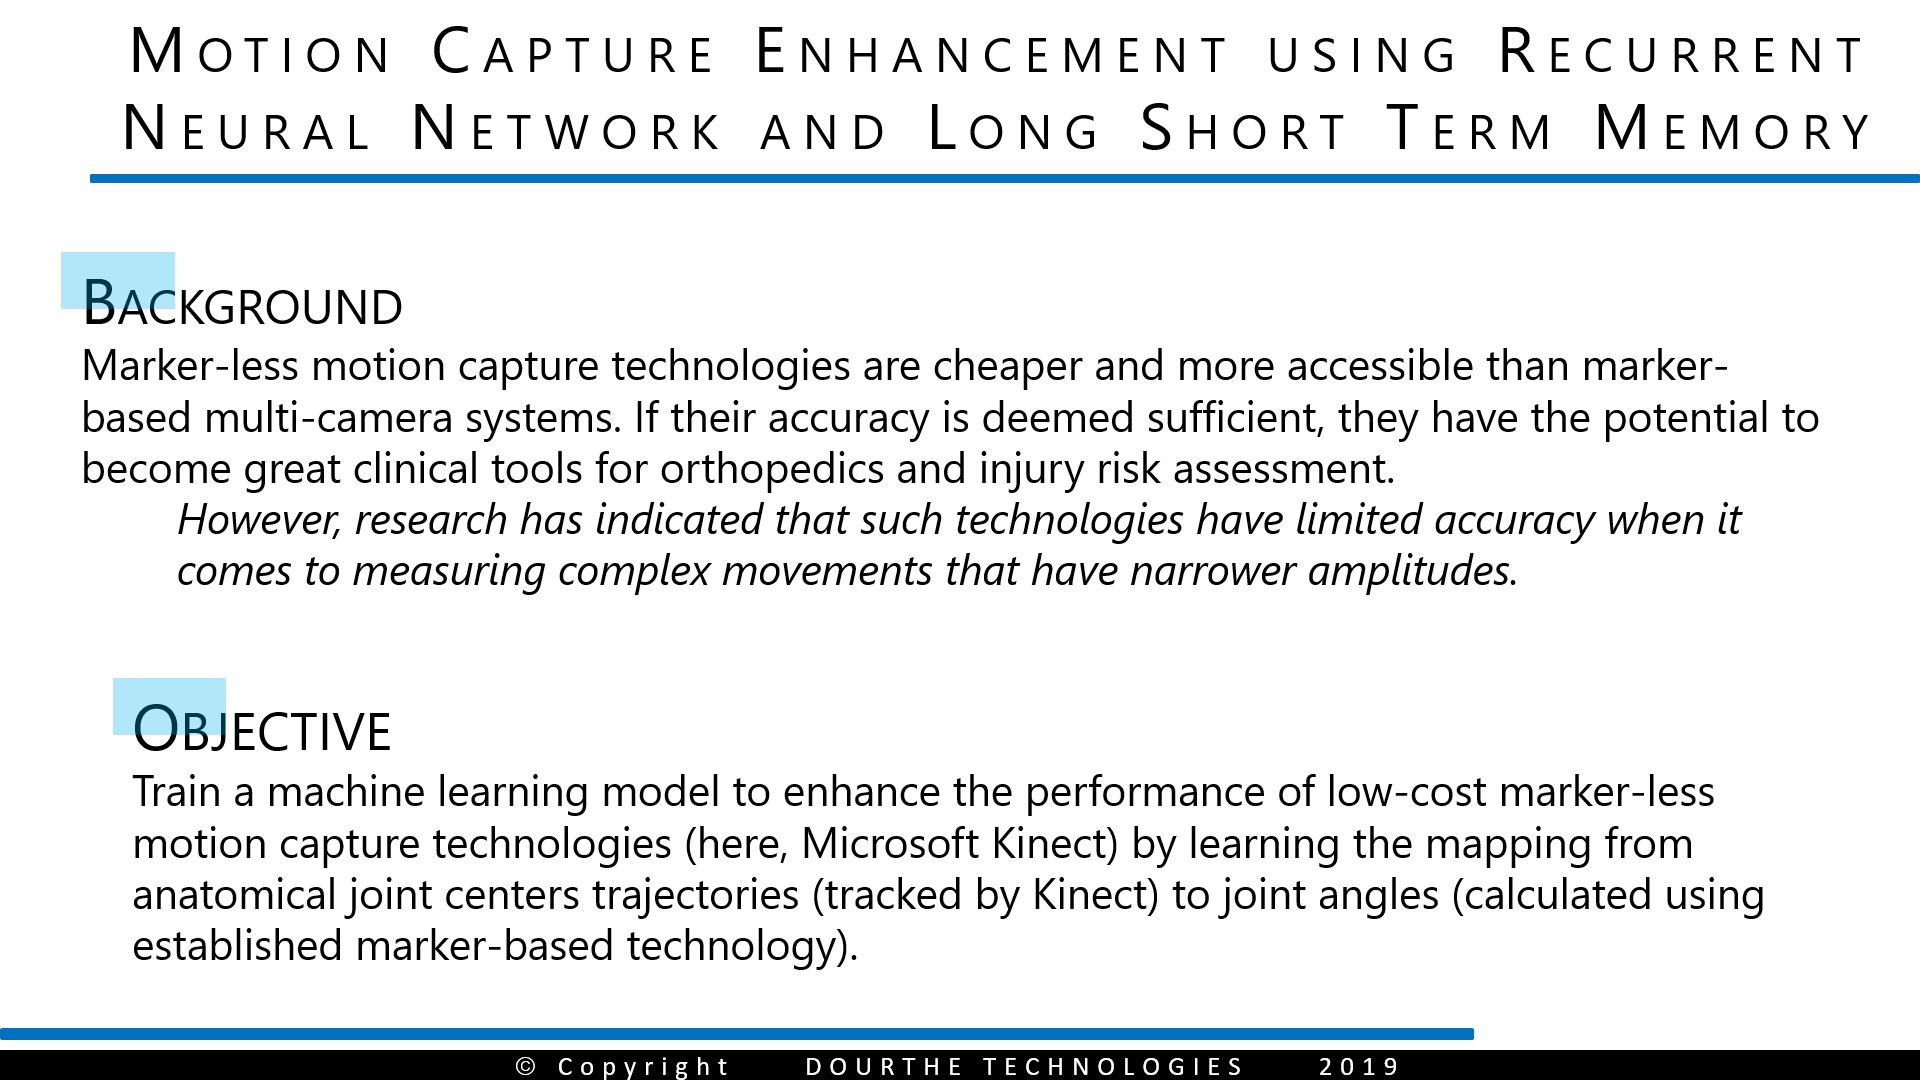 Motion Capture Enhancement using Recurrent
Neural Network and Long Short Term Memory
Background
Marker-less motion capture technologies are cheaper and more accessible than marker-
based multi-camera systems. If their accuracy is deemed sufficient, they have the potential to
become great clinical tools for orthopedics and injury risk assessment.
However, research has indicated that such technologies have limited accuracy when it
comes to measuring complex movements that have narrower amplitudes.
Objective
Train a machine learning model to enhance the performance of low-cost marker-less
motion capture technologies (here, Microsoft Kinect) by learning the mapping from
anatomical joint centers trajectories (tracked by Kinect) to joint angles (calculated using
established marker-based technology).
© Copyright DOURTHE TECHNOLOGIES 2019